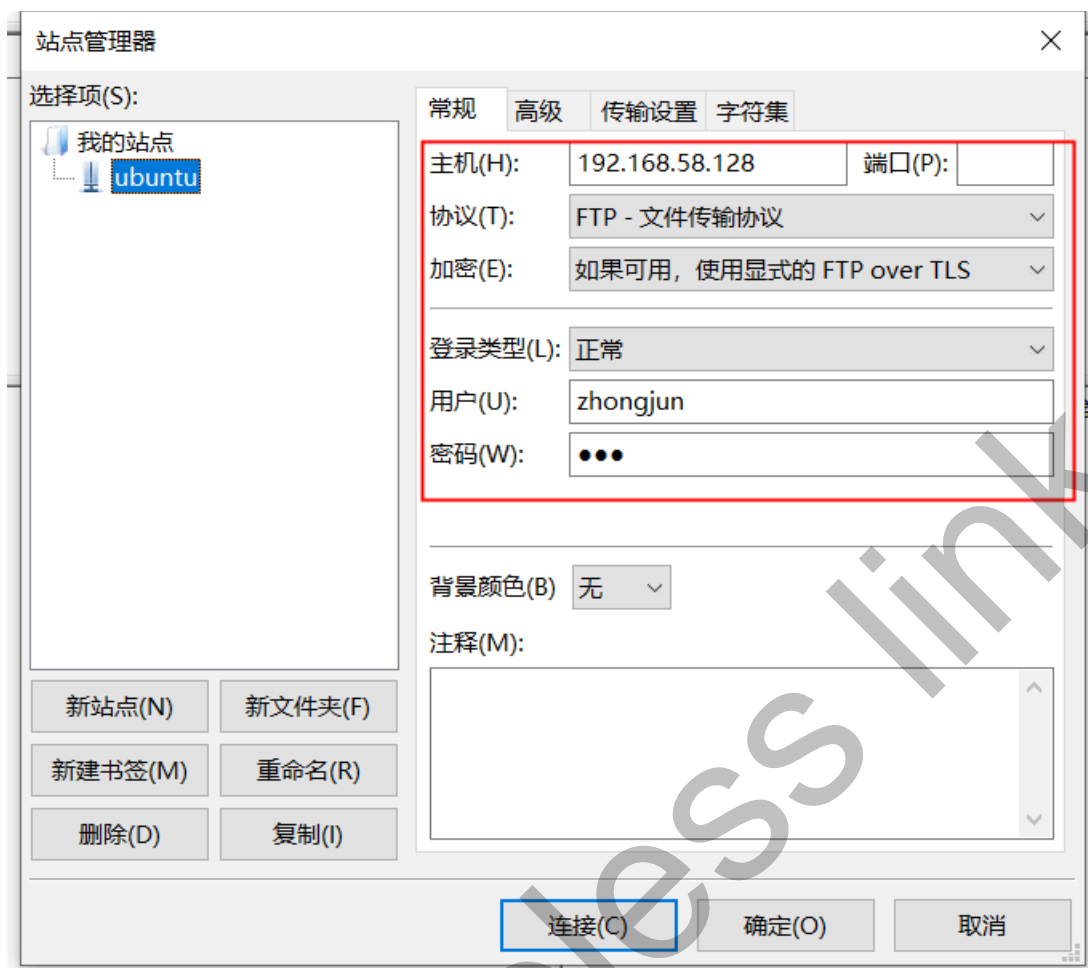 站点管理器
选择项(S):
我的站点
ubuntu
常规 高级 传输设置 字符集
主机(H): 192.168.58.128 端口(P):
协议(T): FTP - 文件传输协议
加密(E): 如果可用，使用显式的 FTP over TLS
登录类型(L): 正常
用户(U): zhongjun
密码(W): ●●●
背景颜色(B) 无
注释(M):
新站点(N) 新文件夹(F)
新建书签(M) 重命名(R)
删除(D) 复制(I)
连接(C) 确定(O) 取消
less link